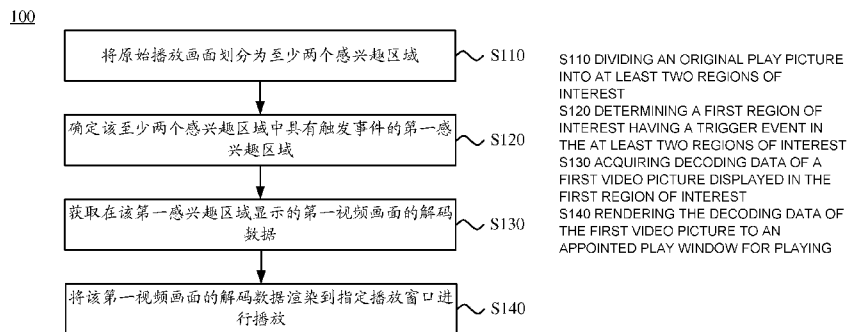 100
将原始播放画面划分为至少两个感兴趣区域
S110
确定该至少两个感兴趣区域中具有触发事件的第一感
兴趣区域
S120
获取在该第一感兴趣区域显示的第一视频画面的解码
数据
S130
将该第一视频画面的解码数据渲染到指定播放窗口进
行播放
S140
S110 DIVIDING AN ORIGINAL PLAY PICTURE
INTO AT LEAST TWO REGIONS OF
INTEREST
S120 DETERMINING A FIRST REGION OF
INTEREST HAVING A TRIGGER EVENT IN
THE AT LEAST TWO REGIONS OF INTEREST
S130 ACQUIRING DECODING DATA OF A
FIRST VIDEO PICTURE DISPLAYED IN THE
FIRST REGION OF INTEREST
S140 RENDERING THE DECODING DATA OF
THE FIRST VIDEO PICTURE TO AN
APPOINTED PLAY WINDOW FOR PLAYING